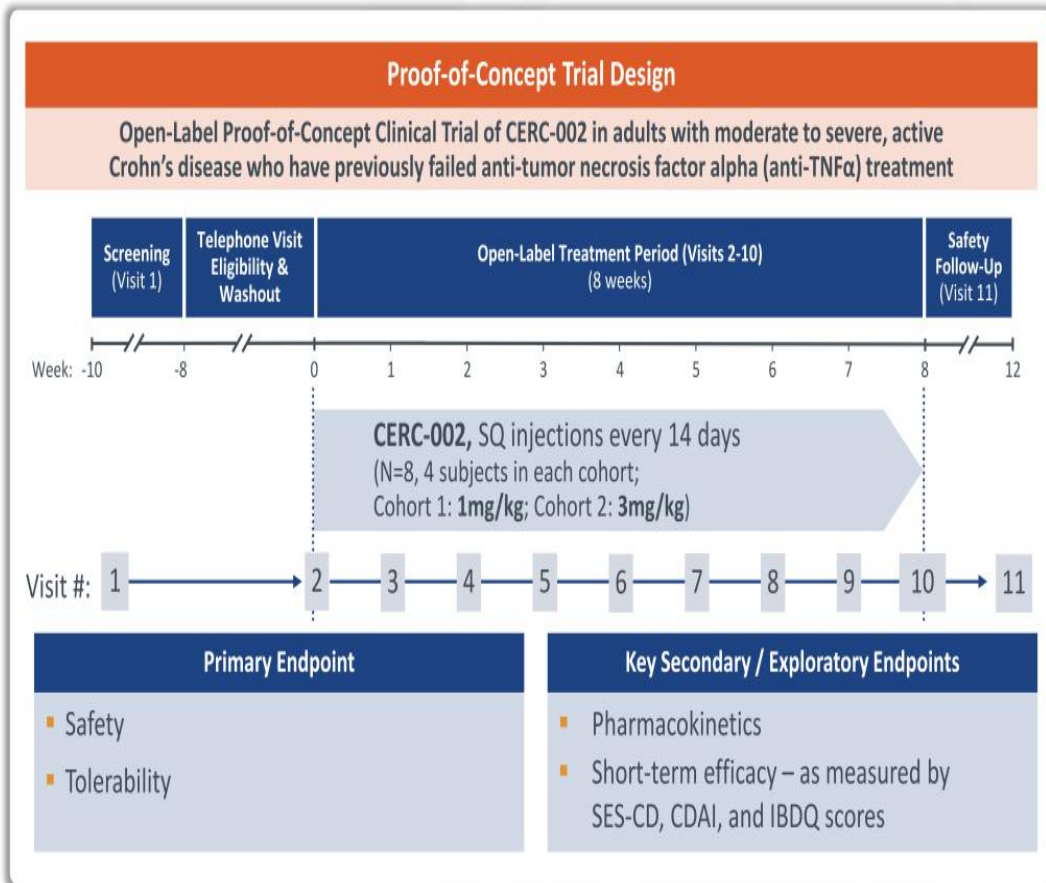 Proof-of-Concept Trial Design
Open-Label Proof-of-Concept Clinical Trial of CERC-002 in adults with moderate to severe, active
Crohn's disease who have previously failed anti-tumor necrosis factor alpha (anti-TNFα) treatment
Screening
(Visit 1)
Telephone Visit
Eligibility &
Washout
Open-Label Treatment Period (Visits 2-10)
(8 weeks)
Safety
Follow-Up
(Visit 11)
Week: -10 -8 0 1 2 3 4 5 6 7 8 12
CERC-002, SQ injections every 14 days
(N=8, 4 subjects in each cohort;
Cohort 1: 1mg/kg; Cohort 2: 3mg/kg)
Visit #: 1 2 3 4 5 6 7 8 9 10 11
Primary Endpoint
Safety
Tolerability
Key Secondary / Exploratory Endpoints
Pharmacokinetics
Short-term efficacy – as measured by
SES-CD, CDAI, and IBDQ scores